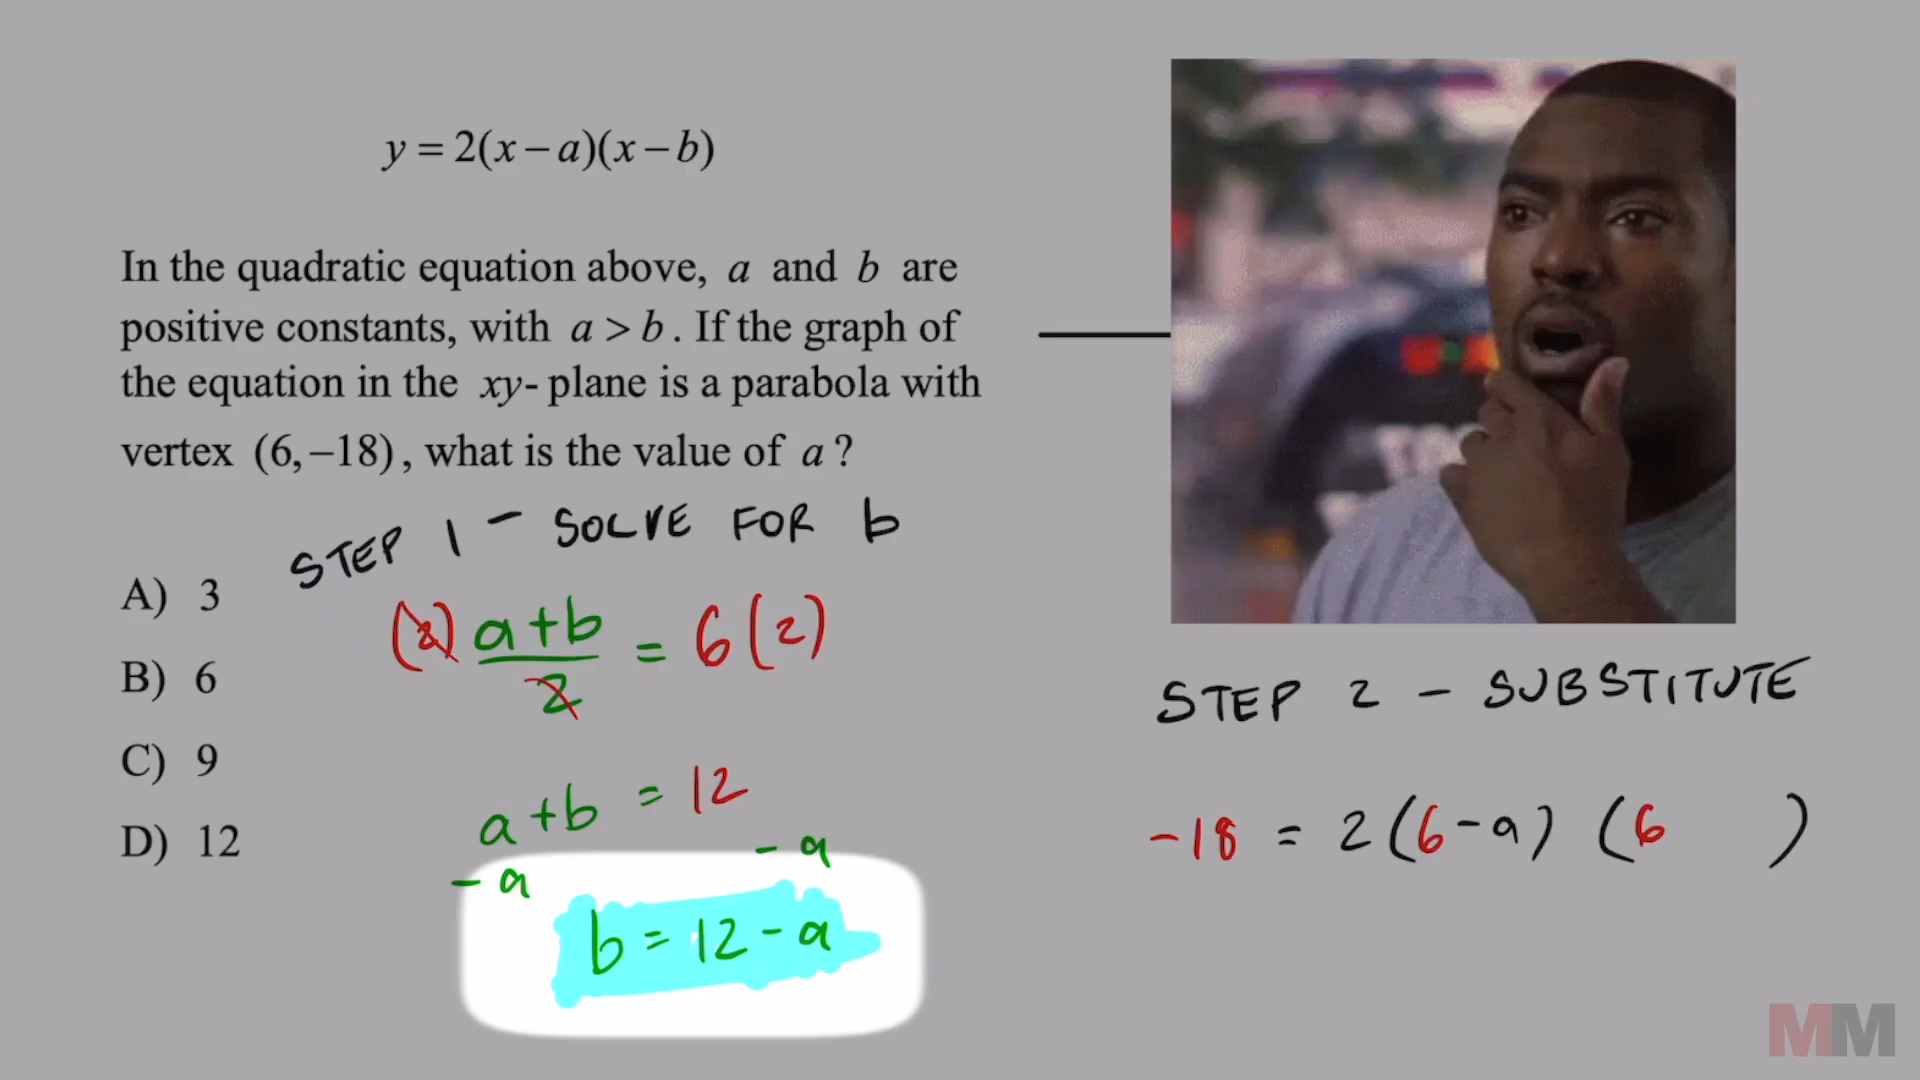 y = 2(x − a)(x − b)
In the quadratic equation above, a and b are
positive constants, with a > b. If the graph of
the equation in the xy- plane is a parabola with
vertex (6,−18), what is the value of a?
STEP 1 - SOLVE FOR b
A) 3
B) 6
C) 9
D) 12
(2) a+b/2 = 6(2)
a+b = 12
-a -a
b = 12 - a
STEP 2 - SUBSTITUTE
-18 = 2(6-a)(6 )
MM